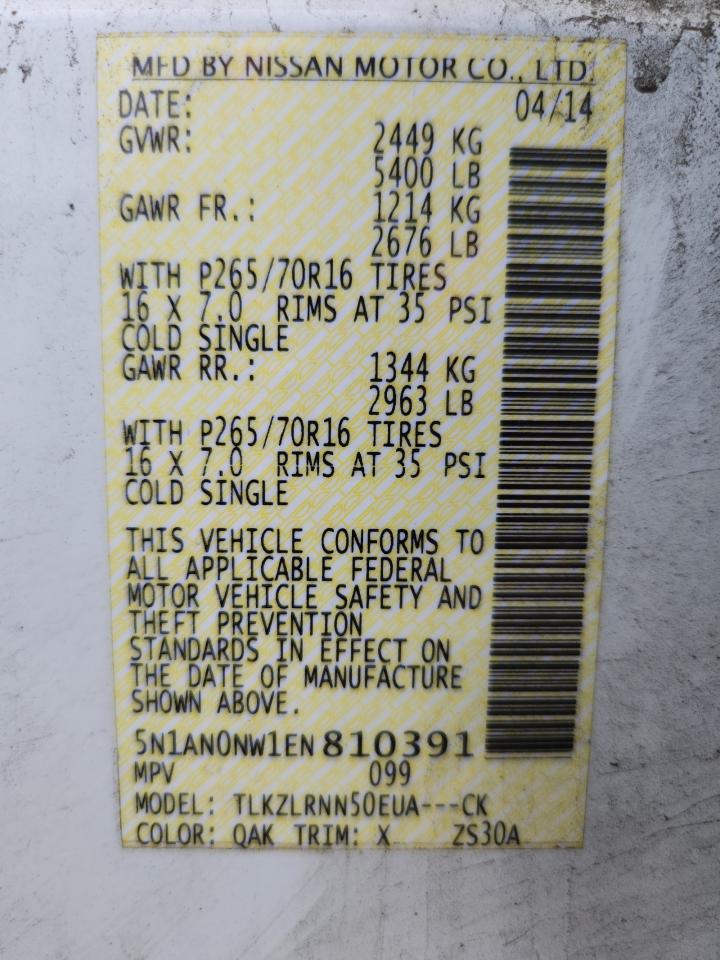 MFD BY NISSAN MOTOR CO., LTD.
DATE: 04/14
GVWR: 2449 KG
5400 LB
GAWR FR.: 1214 KG
2676 LB
WITH P265/70R16 TIRES
16 X 7.0 RIMS AT 35 PSI
COLD SINGLE
GAWR RR.: 1344 KG
2963 LB
WITH P265/70R16 TIRES
16 X 7.0 RIMS AT 35 PSI
COLD SINGLE
THIS VEHICLE CONFORMS TO
ALL APPLICABLE FEDERAL
MOTOR VEHICLE SAFETY AND
THEFT PREVENTION
STANDARDS IN EFFECT ON
THE DATE OF MANUFACTURE
SHOWN ABOVE.
5N1AN0NW1EN810391
MPV 099
MODEL: TLKZLRNN50EUA---CK
COLOR: QAK TRIM: X ZS30A